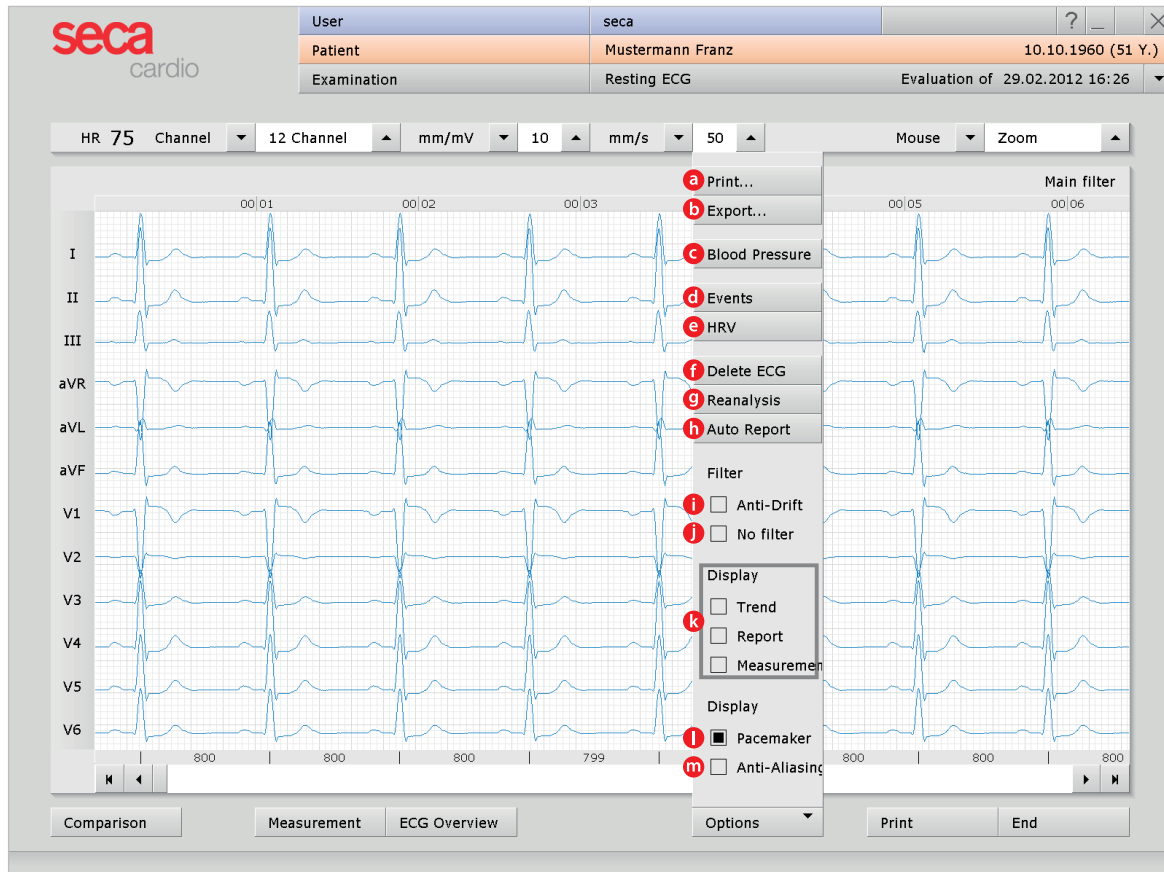 seca
cardio
User seca ? _
Patient Mustermann Franz 10.10.1960 (51 Y.)
Examination Resting ECG Evaluation of 29.02.2012 16:26
HR 75 Channel 12 Channel mm/mV 10 mm/s 50 Mouse Zoom
a Print... Main filter
00 01 00 02 00 03 00 05 00 06
b Export...
I c Blood Pressure
II d Events
e HRV
III
f Delete ECG
aVR
g Reanalysis
aVL h Auto Report
aVF Filter
i Anti-Drift
V1
j No filter
V2
Display
V3 Trend
k
V4 Report
Measuremen
V5
Display
V6
l Pacemaker
800 800 800 799 800 800 800
m Anti-Aliasing
Comparison Measurement ECG Overview Options Print End